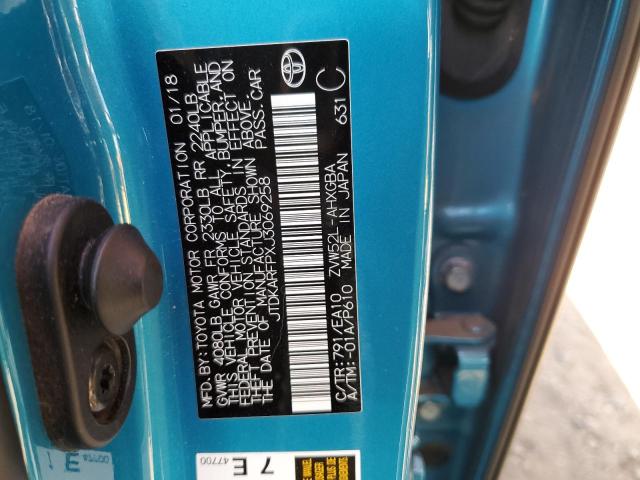 MFD.BY:TOYOTA MOTOR CORPORATION 01/18
GVWR 4080LB GAWR FR 2330LB RR 2240LB
THIS VEHICLE CONFORMS TO ALL APPLICABLE
FEDERAL MOTOR VEHICLE SAFETY, BUMPER, AND
THEFT PREVENTION STANDARDS IN EFFECT ON
THE DATE OF MANUFACTURE SHOWN ABOVE.
JTDKARFPXJ3069258 PASS.CAR
C/TR:791/EA10 ZVW52L-AHXGBA
A/TM:-01A/P610 MADE IN JAPAN 631 C
47700
7 E